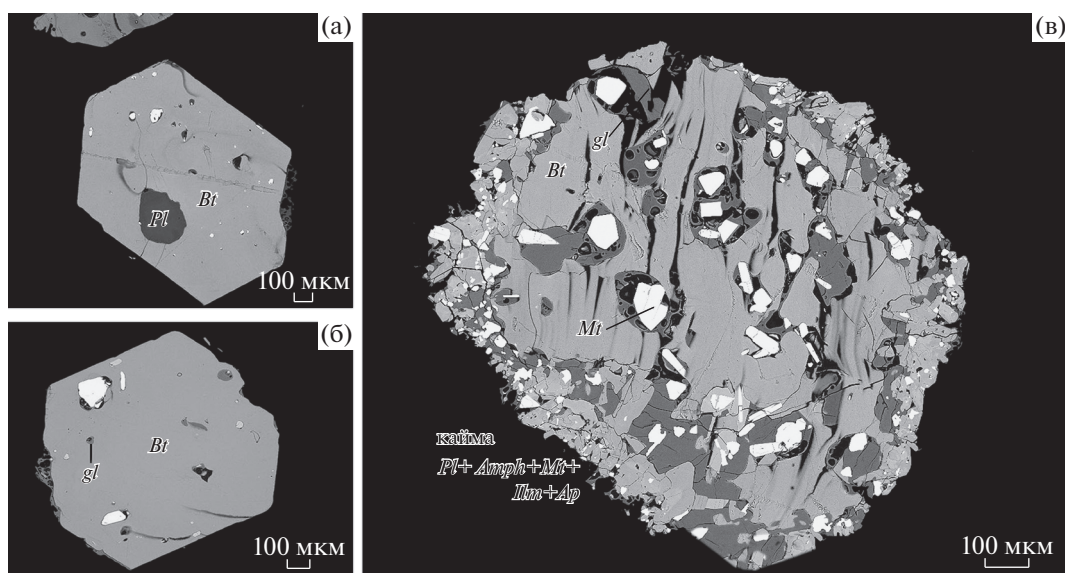 (а)
Bt
Pl
100 мкм
(б)
Bt
gl
100 мкм
(в)
gl
Bt
Mt
кайма
Pl+ Amph+Mt+
Ilm+Ap
100 мкм